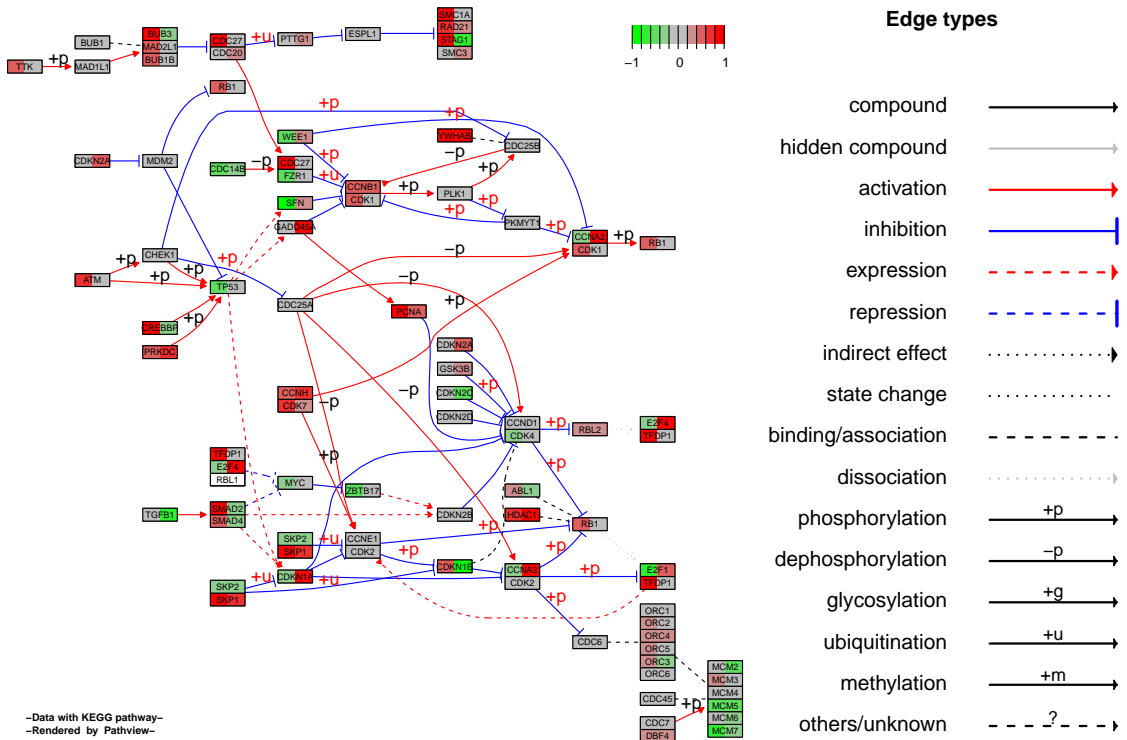 SMC1A
RAD21
STAG1
SMC3
BUB1
BUB3
MAD2L1
BUB1B
CDC27
CDC20
+u
PTTG1
ESPL1
TTK
+p
MAD1L1
RB1
CDKN2A
MDM2
+p
+p
WEE1
YWHAB
CDC25B
CDC14B
−p
CDC27
FZR1
+p
+u
−p
+p
CCNB1
CDK1
+p
PLK1
SFN
GADD45A
+p
+p
PKMYT1
+p
CCNA2
CDK1
+p
RB1
CHEK1
+p
+p
+p
+p
ATM
TP53
−p
−p
+p
CDC25A
PCNA
CREBBP
+p
PRKDC
CDKN2A
GSK3B
+p
CDKN2C
CDKN2D
CCNH
CDK7
−p
−p
+p
CCND1
CDK4
+p
RBL2
E2F4
TFDP1
TFDP1
E2F4
RBL1
MYC
ZBTB17
+p
ABL1
TGFB1
SMAD2
SMAD4
CDKN2B
HDAC1
RB1
SKP2
SKP1
+u
CCNE1
CDK2
+p
+p
+p
SKP2
SKP1
+u
CDKN1A
+u
CDKN1B
CCNA2
CDK2
+p
+p
E2F1
TFDP1
CDC6
ORC1
ORC2
ORC4
ORC5
ORC3
ORC6
CDC45
CDC7
DBF4
+p
MCM2
MCM3
MCM4
MCM5
MCM6
MCM7
−Data with KEGG pathway−
−Rendered by Pathview−
−1 0 1
Edge types
compound
hidden compound
activation
inhibition
expression
repression
indirect effect
state change
binding/association
dissociation
phosphorylation +p
dephosphorylation −p
glycosylation +g
ubiquitination +u
methylation +m
others/unknown ?